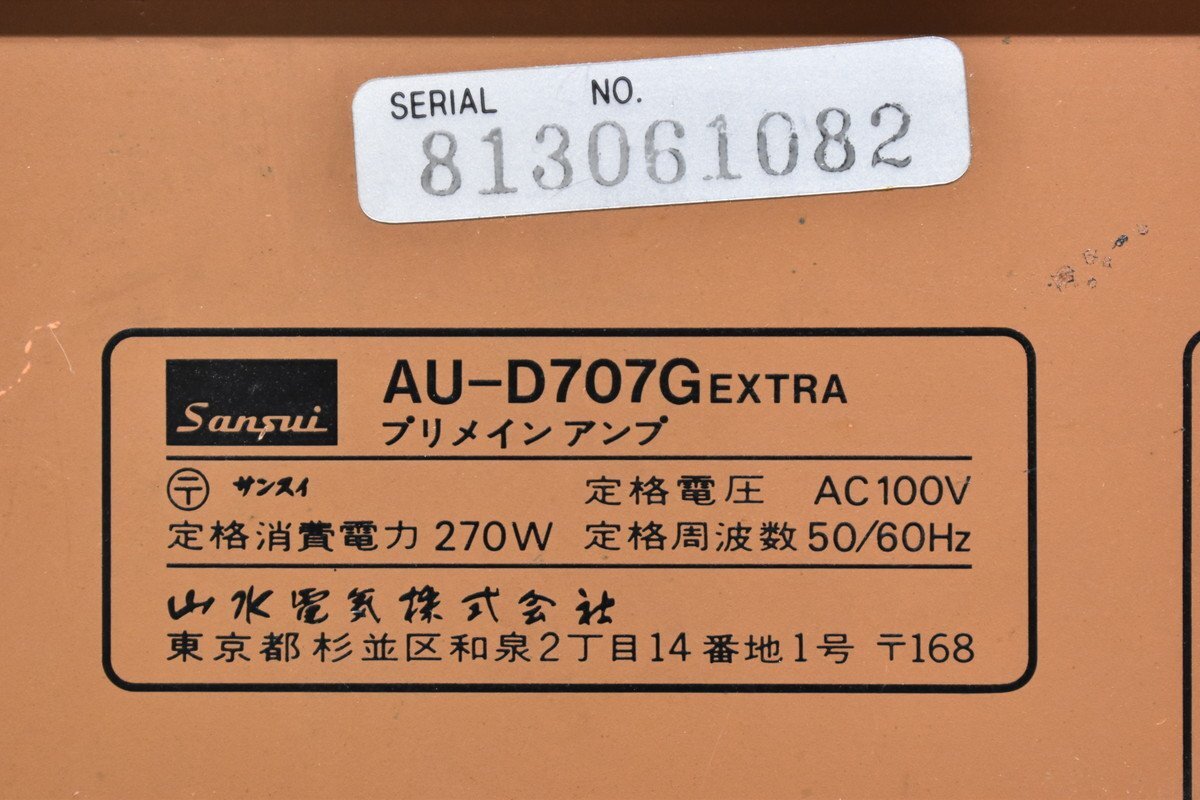 SERIAL NO.
813061082
Sansui
AU-D707G EXTRA
プリメインアンプ
〒 サンスイ 定格電圧 AC100V
定格消費電力 270W 定格周波数 50/60Hz
山水電気株式会社
東京都杉並区和泉2丁目14番地1号 〒168